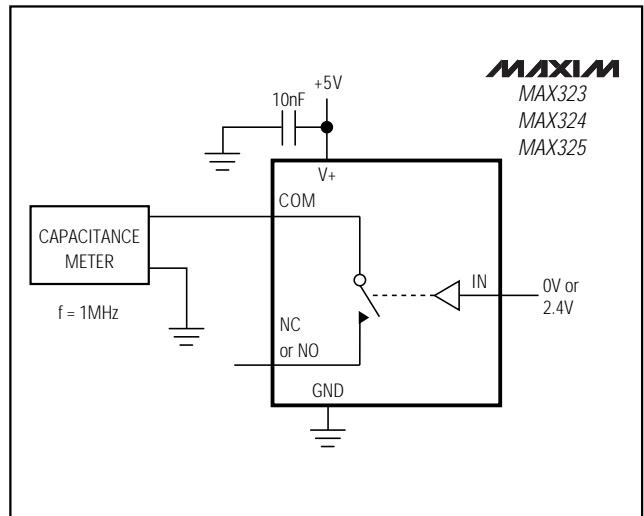 MAXIM
MAX323
MAX324
MAX325
+5V
10nF
V+
COM
CAPACITANCE
METER
f = 1MHz
IN
0V or
2.4V
NC
or NO
GND